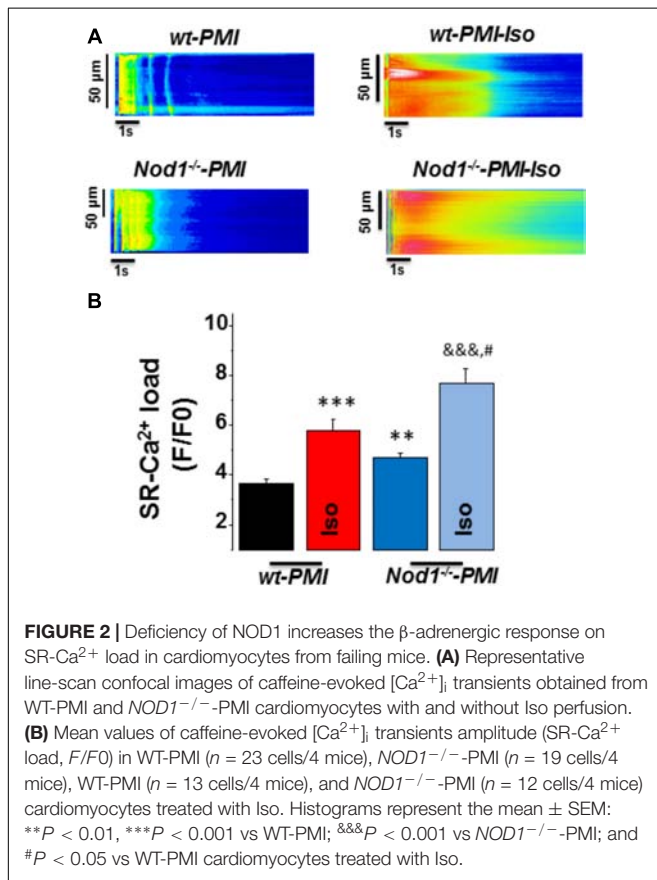 A
wt-PMI
wt-PMI-Iso
50 µm
1s
50 µm
1s
Nod1-/--PMI
Nod1-/--PMI-Iso
50 µm
1s
50 µm
1s
B
SR-Ca2+ load
(F/F0)
10
8
6
4
2
***
**
&&&,#
Iso
Iso
wt-PMI
Nod1-/--PMI
FIGURE 2 | Deficiency of NOD1 increases the β-adrenergic response on
SR-Ca2+ load in cardiomyocytes from failing mice. (A) Representative
line-scan confocal images of caffeine-evoked [Ca2+]i transients obtained from
WT-PMI and NOD1−/−-PMI cardiomyocytes with and without Iso perfusion.
(B) Mean values of caffeine-evoked [Ca2+]i transients amplitude (SR-Ca2+
load, F/F0) in WT-PMI (n = 23 cells/4 mice), NOD1−/−-PMI (n = 19 cells/4
mice), WT-PMI (n = 13 cells/4 mice), and NOD1−/−-PMI (n = 12 cells/4 mice)
cardiomyocytes treated with Iso. Histograms represent the mean ± SEM:
**P < 0.01, ***P < 0.001 vs WT-PMI; &&&P < 0.001 vs NOD1−/−-PMI; and
#P < 0.05 vs WT-PMI cardiomyocytes treated with Iso.